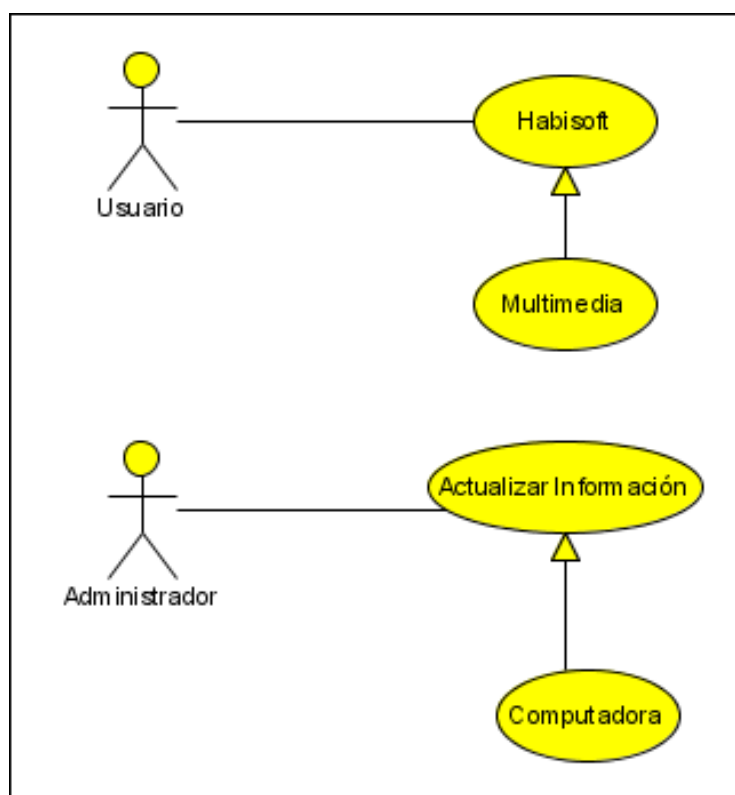 Habisoft
Usuario
Multimedia
Actualizar Información
Administrador
Computadora